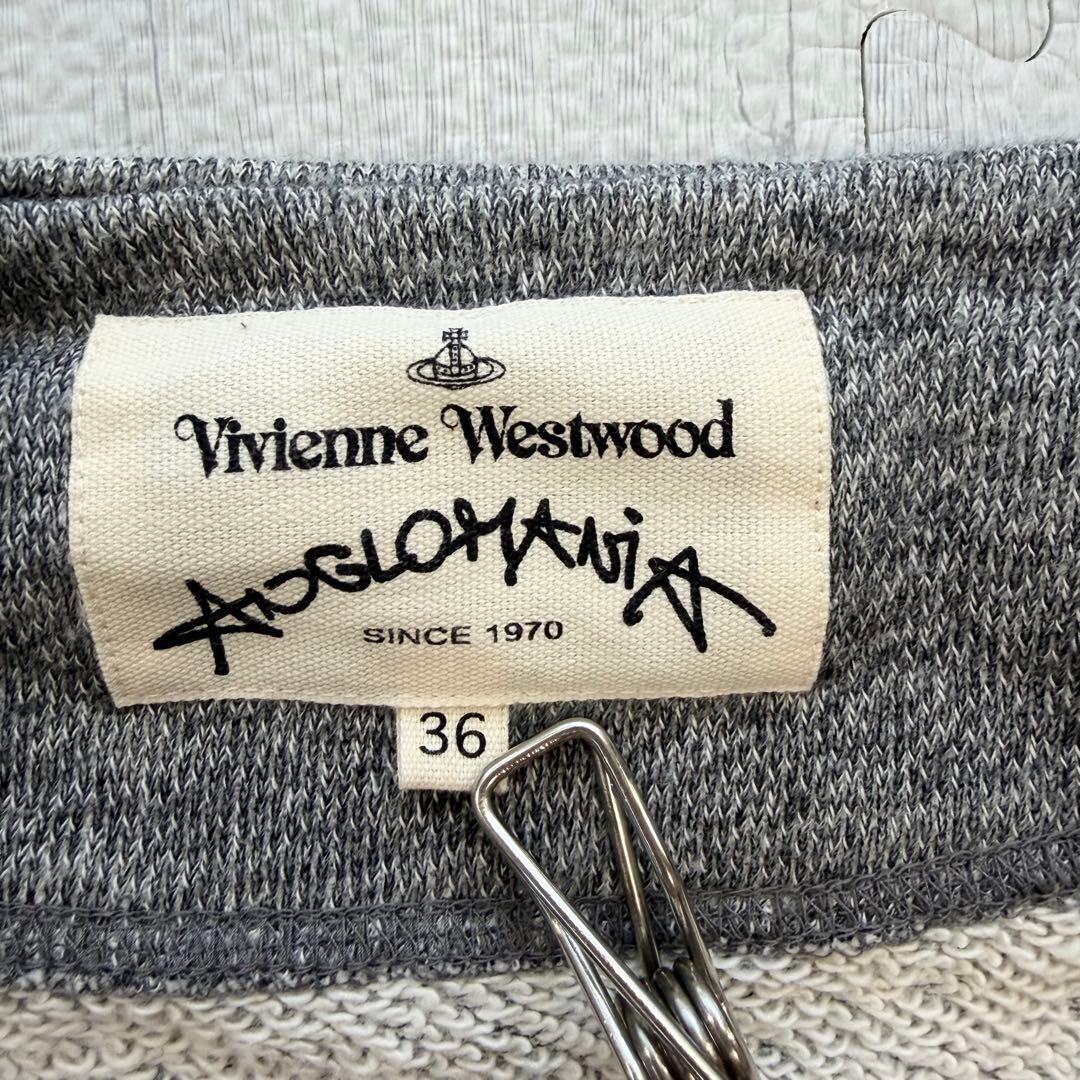 Vivienne Westwood
ANGLOMANiA
SINCE 1970
36